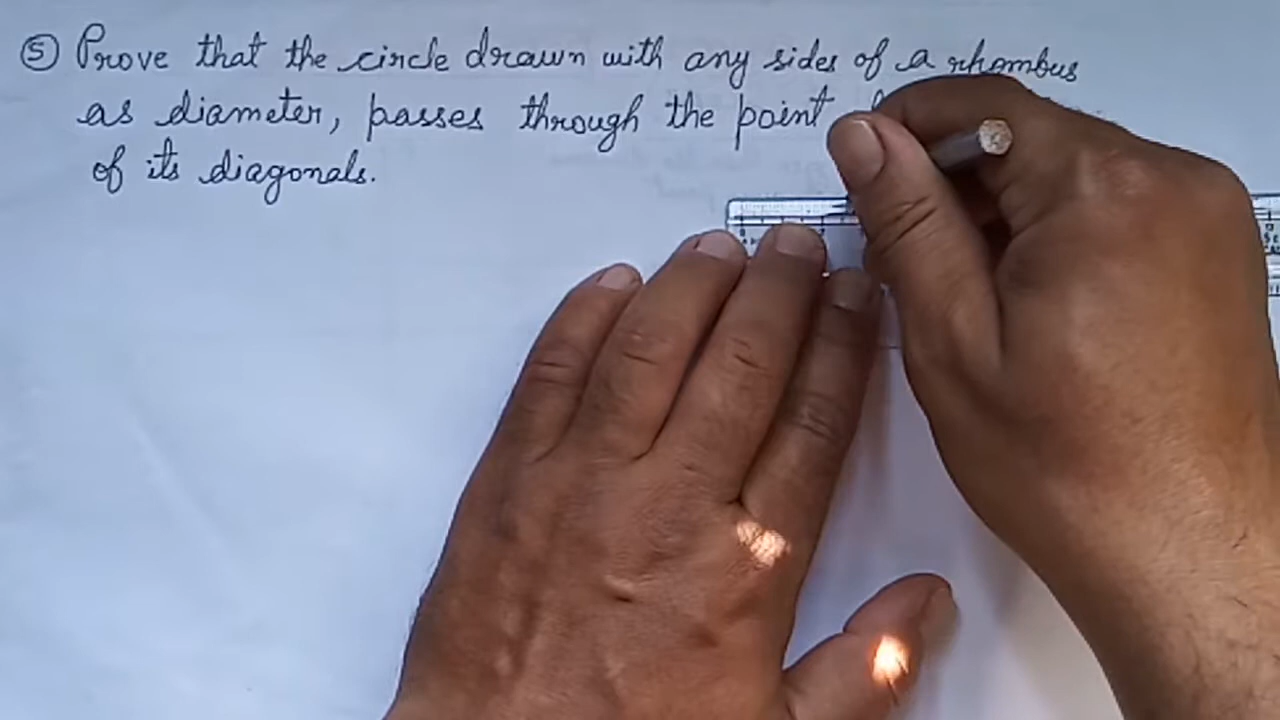 ⑤ Prove that the circle drawn with any sides of a rhombus
as diameter, passes through the point
of its diagonals.